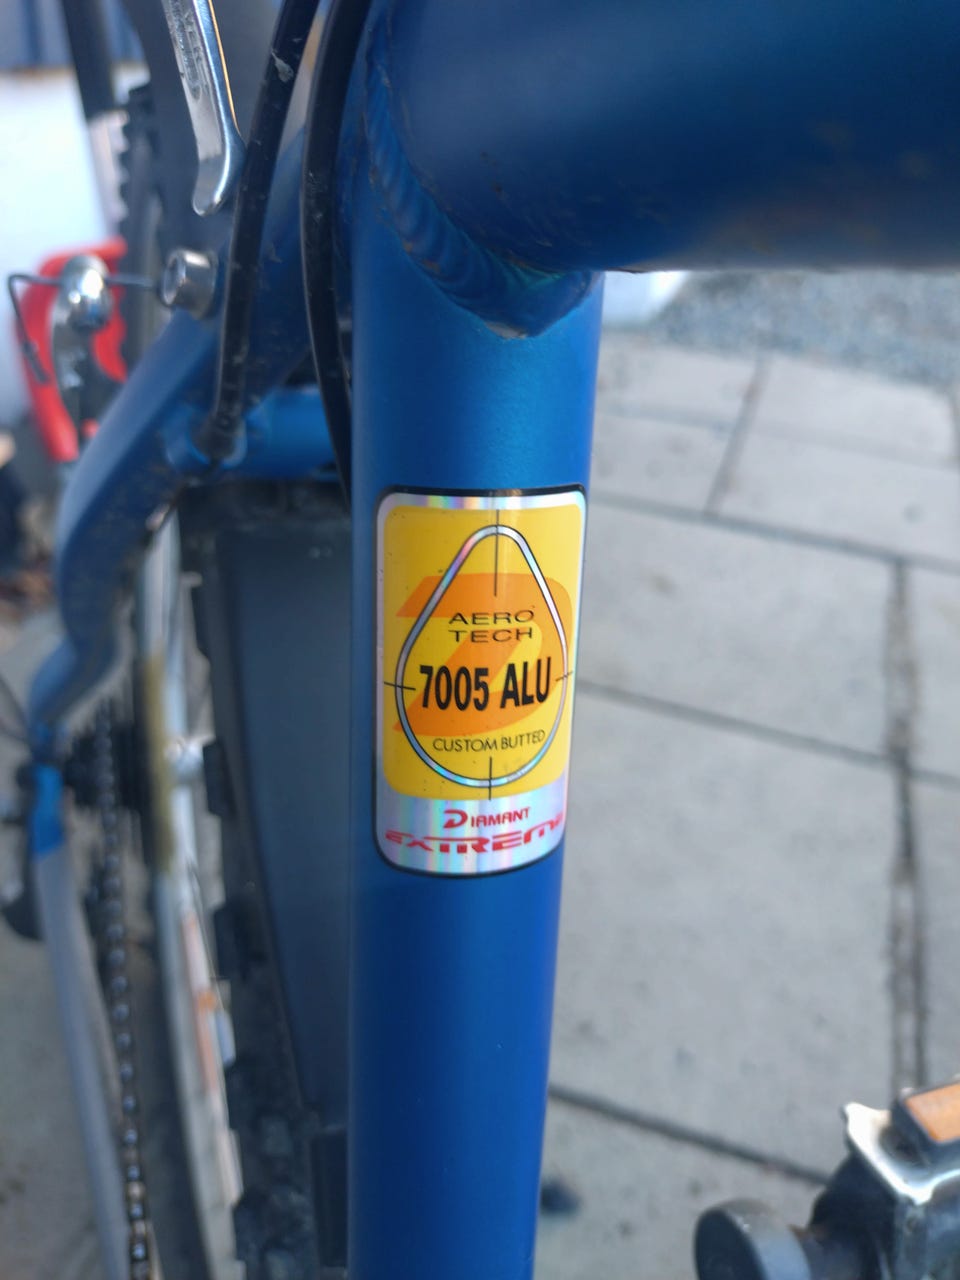 AERO
TECH
7005 ALU
CUSTOM BUTTED
DIAMANT
EXTREME